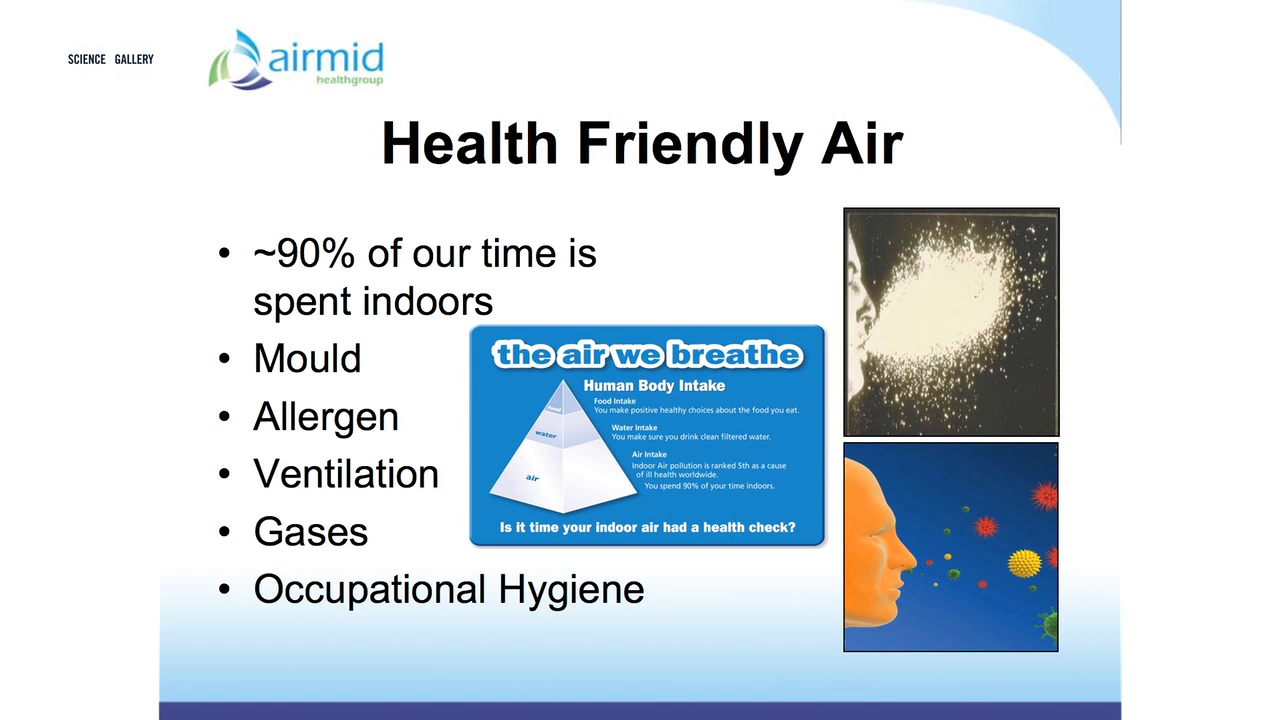 SCIENCE GALLERY
airmid
healthgroup
Health Friendly Air
• ~90% of our time is
spent indoors
• Mould
• Allergen
• Ventilation
• Gases
• Occupational Hygiene
the air we breathe
Human Body Intake
Food Intake
You make positive healthy choices about the food you eat.
Water Intake
You make sure you drink clean filtered water.
Air Intake
Indoor Air pollution is ranked 5th as a cause
of ill health worldwide.
You spend 90% of your time indoors.
food
water
air
Is it time your indoor air had a health check?